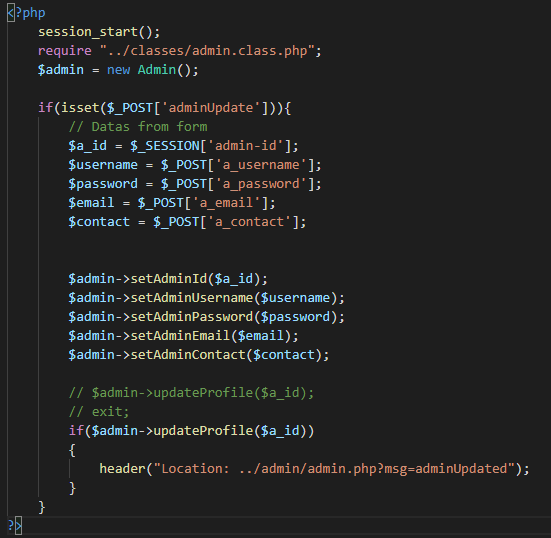 <?php
session_start();
require "../classes/admin.class.php";
$admin = new Admin();
if(isset($_POST['adminUpdate'])){
// Datas from form
$a_id = $_SESSION['admin-id'];
$username = $_POST['a_username'];
$password = $_POST['a_password'];
$email = $_POST['a_email'];
$contact = $_POST['a_contact'];
$admin->setAdminId($a_id);
$admin->setAdminUsername($username);
$admin->setAdminPassword($password);
$admin->setAdminEmail($email);
$admin->setAdminContact($contact);
// $admin->updateProfile($a_id);
// exit;
if($admin->updateProfile($a_id))
{
header("Location: ../admin/admin.php?msg=adminUpdated");
}
}
?>